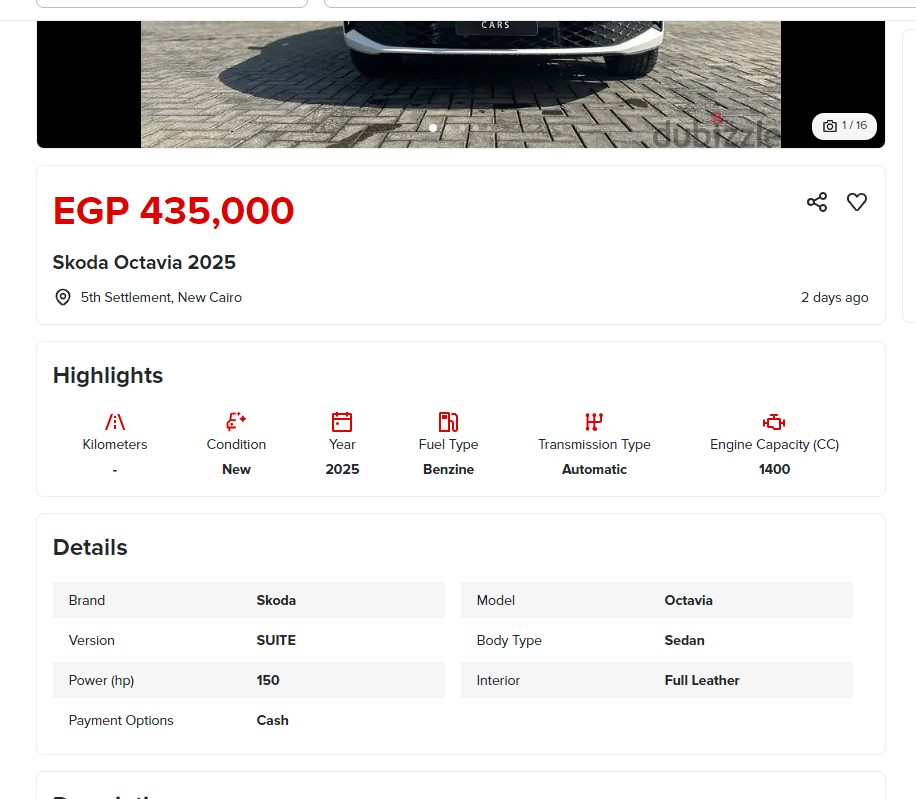 CARS
dubizzle
1 / 16
EGP 435,000
Skoda Octavia 2025
5th Settlement, New Cairo
2 days ago
Highlights
Kilometers Condition Year Fuel Type Transmission Type Engine Capacity (CC)
- New 2025 Benzine Automatic 1400
Details
Brand Skoda Model Octavia
Version SUITE Body Type Sedan
Power (hp) 150 Interior Full Leather
Payment Options Cash